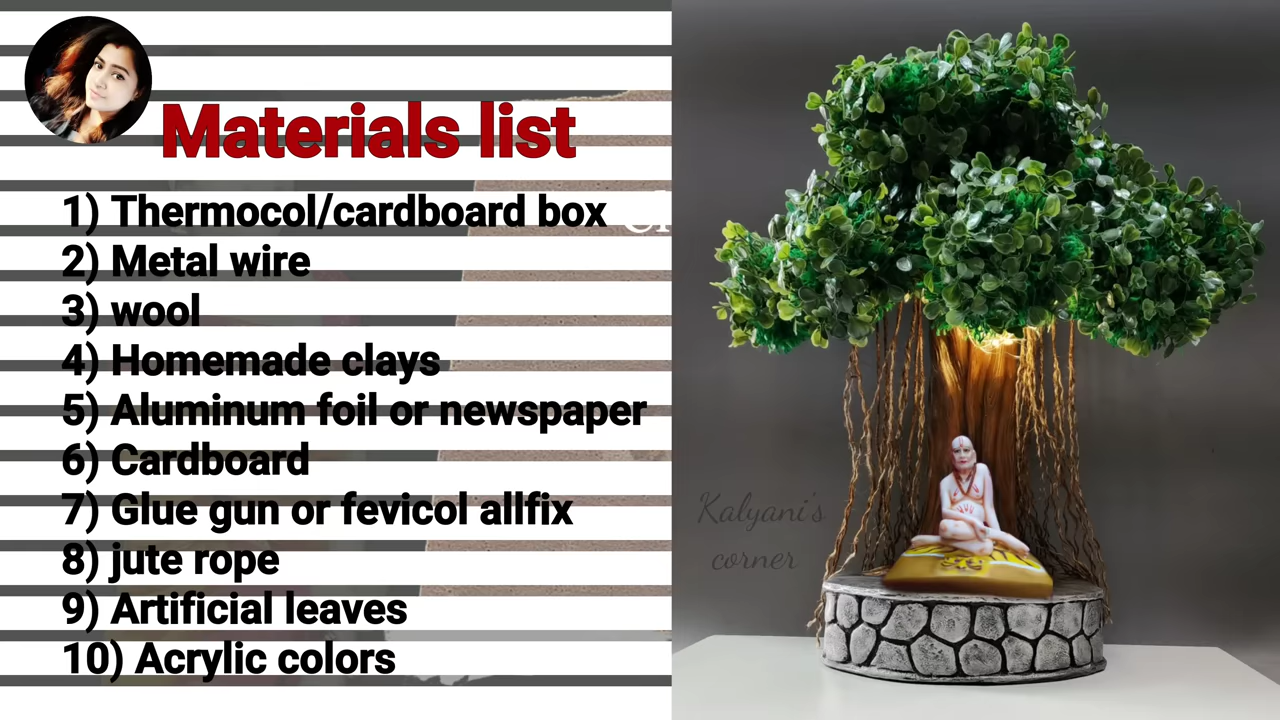 Materials list
1) Thermocol/cardboard box
2) Metal wire
3) wool
4) Homemade clays
5) Aluminum foil or newspaper
6) Cardboard
7) Glue gun or fevicol allfix
8) jute rope
9) Artificial leaves
10) Acrylic colors
Kalyani's
corner